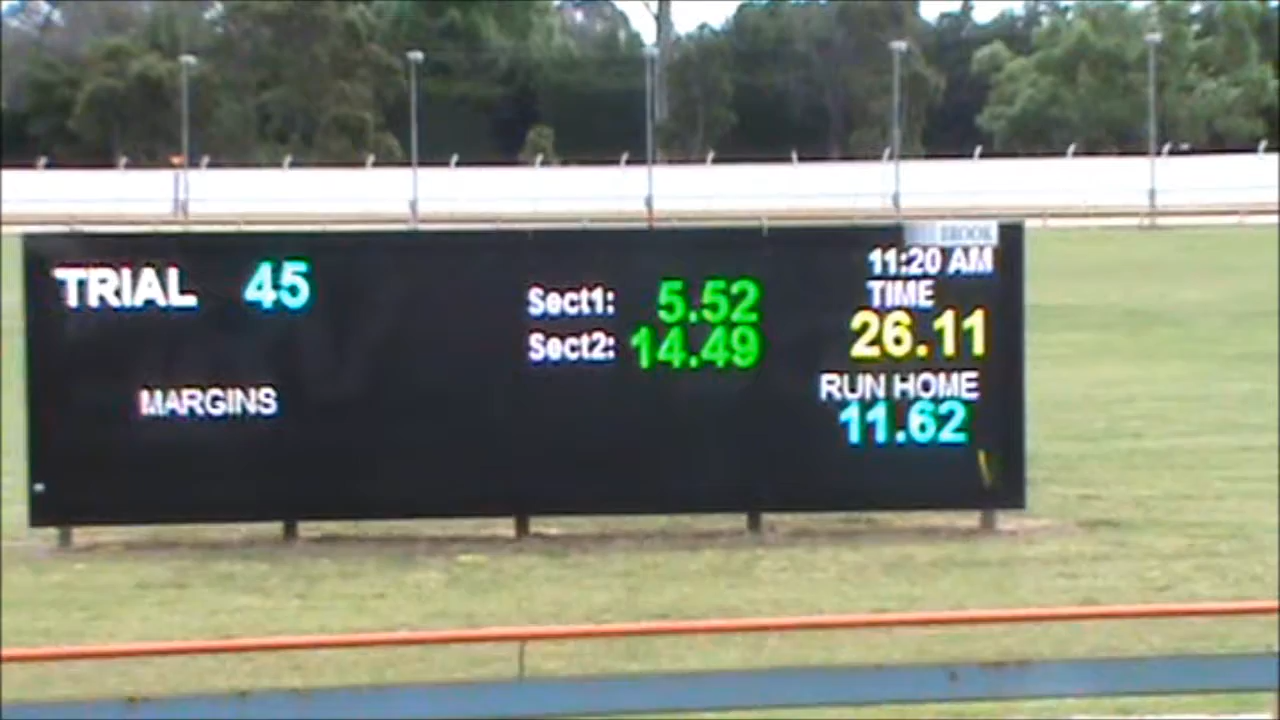 BROOK
TRIAL 45
11:20 AM
Sect1: 5.52
TIME
26.11
Sect2: 14.49
MARGINS
RUN HOME
11.62